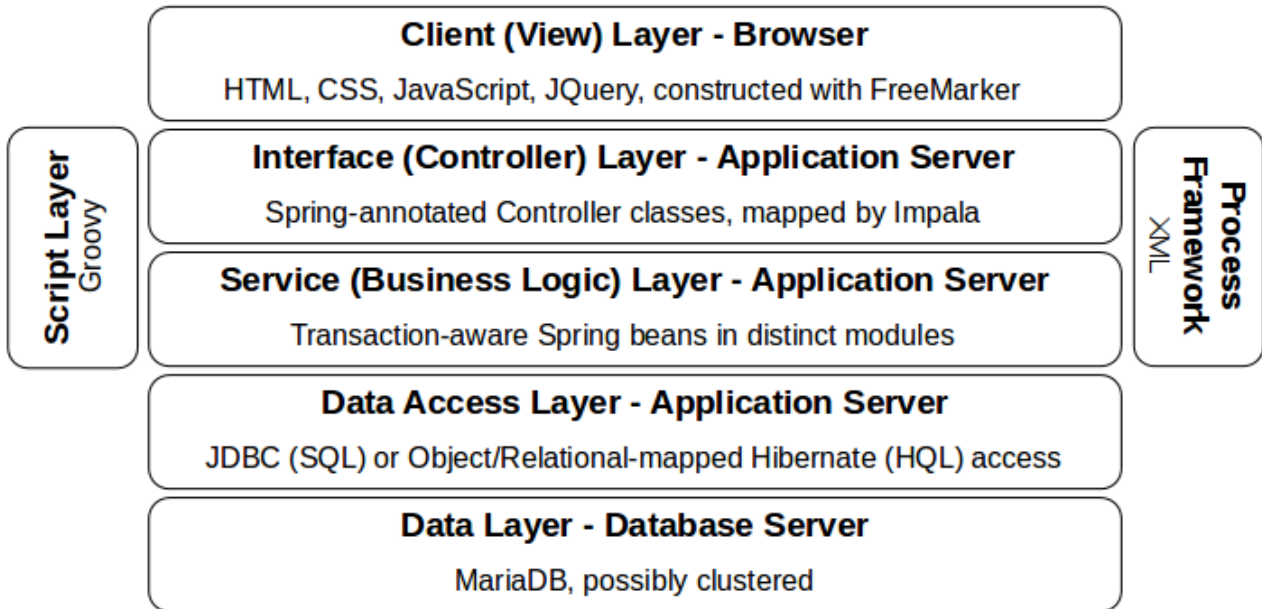 Client (View) Layer - Browser
HTML, CSS, JavaScript, JQuery, constructed with FreeMarker
Interface (Controller) Layer - Application Server
Spring-annotated Controller classes, mapped by Impala
Service (Business Logic) Layer - Application Server
Transaction-aware Spring beans in distinct modules
Data Access Layer - Application Server
JDBC (SQL) or Object/Relational-mapped Hibernate (HQL) access
Data Layer - Database Server
MariaDB, possibly clustered
Script Layer
Groovy
Process
Framework
XML